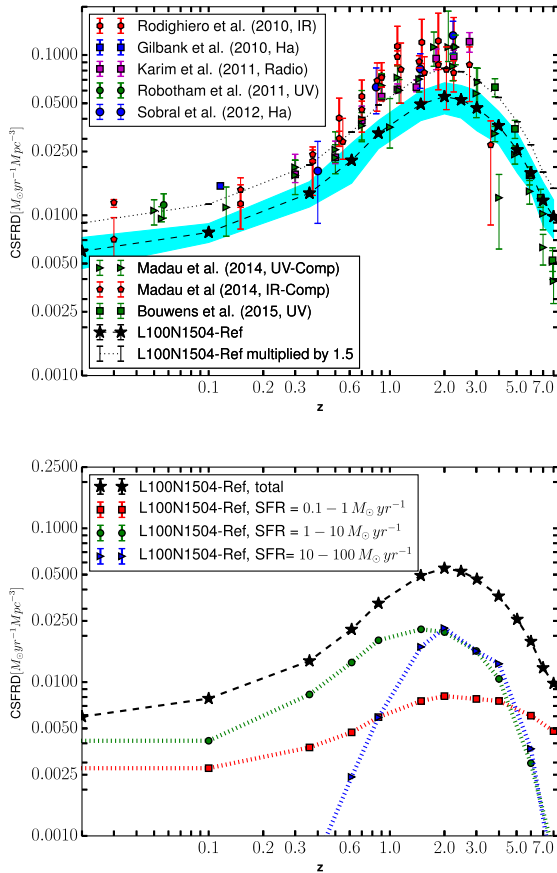 0.1000
0.0500
0.0250
0.0100
0.0050
0.0025
0.0010
CSFRD[M⊙yr⁻¹Mpc⁻³]
Rodighiero et al. (2010, IR)
Gilbank et al. (2010, Ha)
Karim et al. (2011, Radio)
Robotham et al. (2011, UV)
Sobral et al. (2012, Ha)
Madau et al. (2014, UV-Comp)
Madau et al (2014, IR-Comp)
Bouwens et al. (2015, UV)
L100N1504-Ref
L100N1504-Ref multiplied by 1.5
0.1 0.3 0.6 1.0 2.0 3.0 5.0 7.0
z
0.2500
0.1000
0.0500
0.0250
0.0100
0.0050
0.0025
0.0010
CSFRD[M⊙yr⁻¹Mpc⁻³]
L100N1504-Ref, total
L100N1504-Ref, SFR = 0.1 − 1 M⊙ yr⁻¹
L100N1504-Ref, SFR = 1 − 10 M⊙ yr⁻¹
L100N1504-Ref, SFR= 10 − 100 M⊙ yr⁻¹
0.1 0.3 0.6 1.0 2.0 3.0 5.0 7.0
z